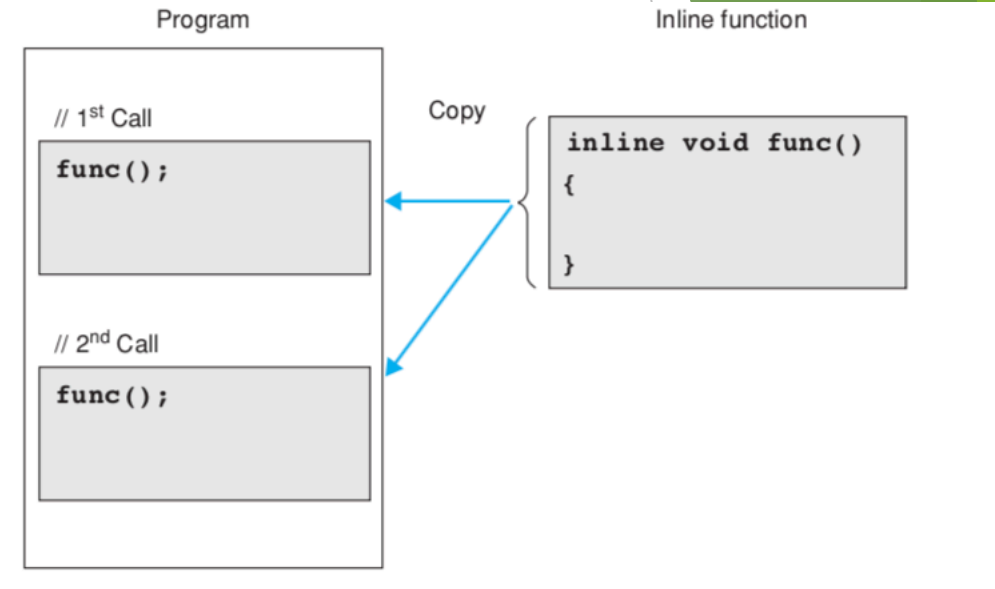 Program
Inline function
// 1st Call
func();
Copy
inline void func()
{
}
// 2nd Call
func();